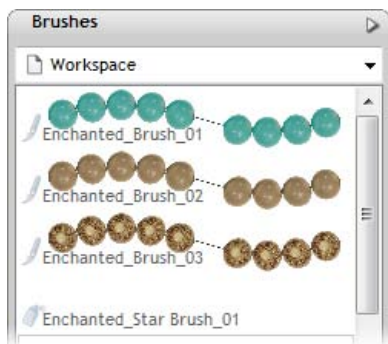 Brushes
Workspace
Enchanted_Brush_01
Enchanted_Brush_02
Enchanted_Brush_03
Enchanted_Star Brush_01